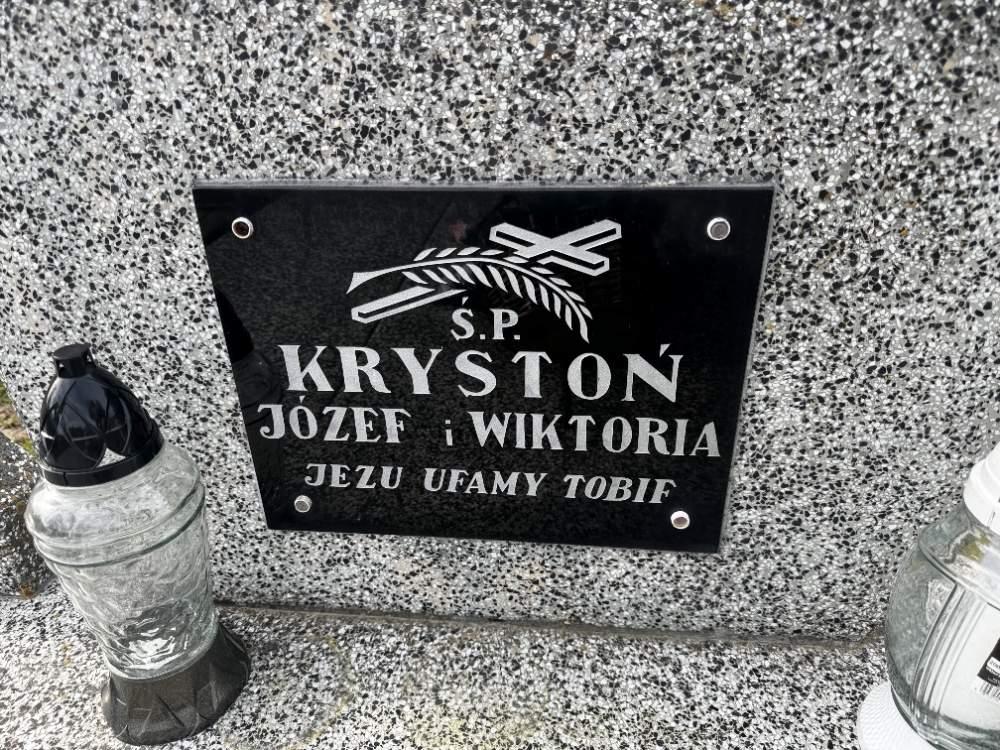 Ś.P.
KRYSTOŃ
JÓZEF i WIKTORIA
JEZU UFAMY TOBIF